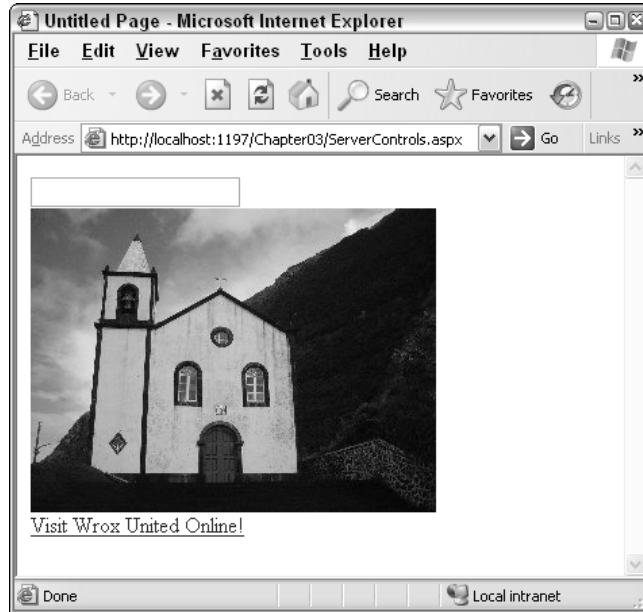 Untitled Page - Microsoft Internet Explorer
File Edit View Favorites Tools Help
Back Search Favorites »
Address http://localhost:1197/Chapter03/ServerControls.aspx Go Links »
Visit Wrox United Online!
Done Local intranet